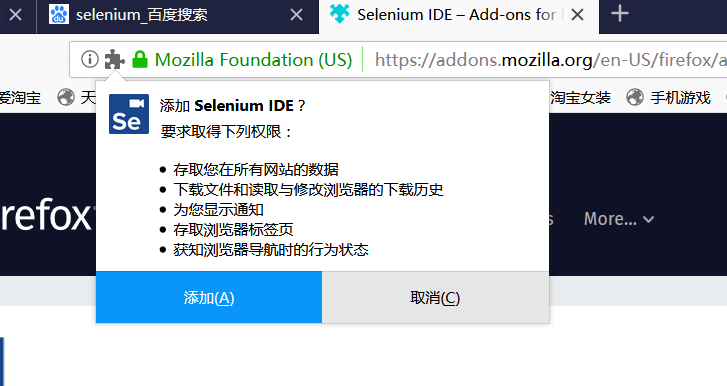 selenium_百度搜索
Selenium IDE – Add-ons for
Mozilla Foundation (US)
https://addons.mozilla.org/en-US/firefox/a
爱淘宝
天
淘宝女装
手机游戏
添加 Selenium IDE？
要求取得下列权限：
存取您在所有网站的数据
下载文件和读取与修改浏览器的下载历史
为您显示通知
存取浏览器标签页
获知浏览器导航时的行为状态
添加(A)
取消(C)
Se
refox
s
More...